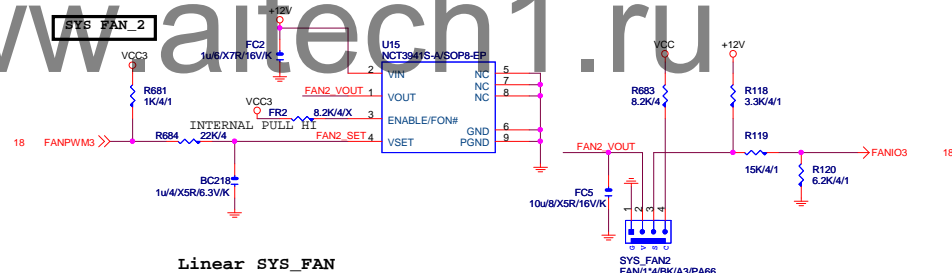 SYS FAN_2
www.aitech1.ru
+12V
FC2
1u/6/X7R/16V/K
U15
NCT3941S-A/SOP8-EP
2 VIN
FAN2_VOUT 1 VOUT
3 ENABLE/FON#
FAN2_SET 4 VSET
NC 5
NC 7
NC 8
GND 6
PGND 9
VCC3
R681
1K/4/1
VCC3
FR2 8.2K/4/X
INTERNAL PULL HI
18 FANPWM3
R684 22K/4
BC218
1u/4/X5R/6.3V/K
VCC
+12V
R683
8.2K/4
R118
3.3K/4/1
R119
15K/4/1
FANIO3 18
R120
6.2K/4/1
FAN2_VOUT
FC5
10u/8/X5R/16V/K
1 2 3 4
G V S C
SYS_FAN2
FAN/1*4/BK/A3/PA66
Linear SYS_FAN